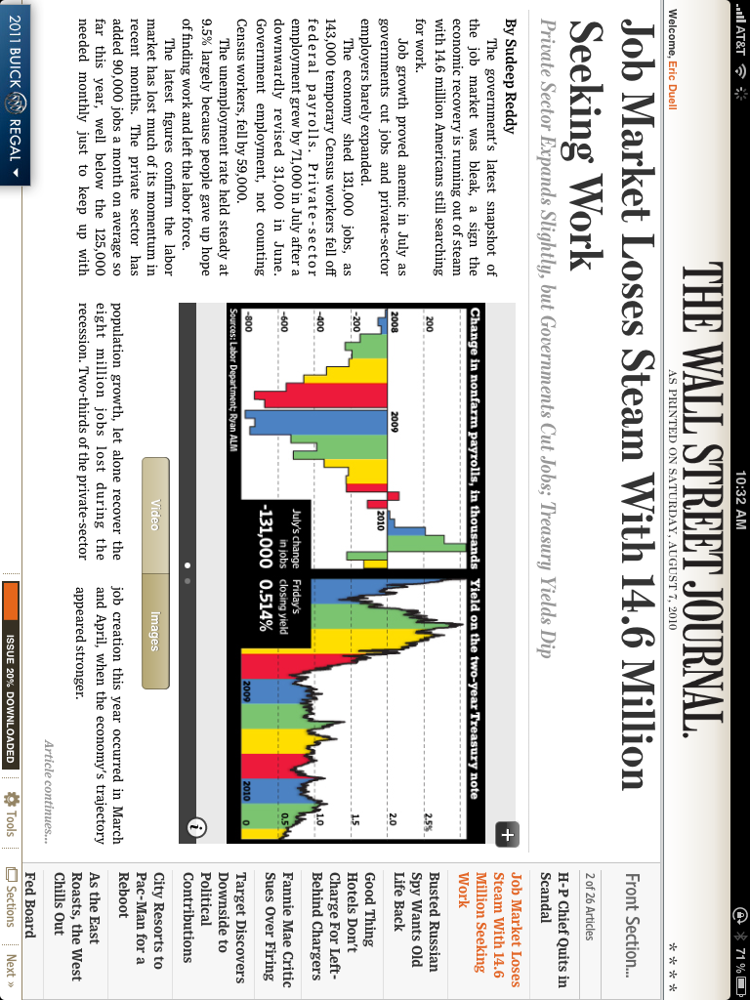 AT&T
10:32 AM
71%
Welcome, Eric Duell
THE WALL STREET JOURNAL.
AS PRINTED ON SATURDAY, AUGUST 7, 2010
* * * *
Job Market Loses Steam With 14.6 Million
Seeking Work
Private Sector Expands Slightly, but Governments Cut Jobs; Treasury Yields Dip
By Sudeep Reddy
The government's latest snapshot of
the job market was bleak, a sign the
economic recovery is running out of steam
with 14.6 million Americans still searching
for work.
Job growth proved anemic in July as
governments cut jobs and private-sector
employers barely expanded.
The economy shed 131,000 jobs, as
143,000 temporary Census workers fell off
federal payrolls. Private-sector
employment grew by 71,000 in July after a
downwardly revised 31,000 in June.
Government employment, not counting
Census workers, fell by 59,000.
The unemployment rate held steady at
9.5% largely because people gave up hope
of finding work and left the labor force.
The latest figures confirm the labor
market has lost much of its momentum in
recent months. The private sector has
added 90,000 jobs a month on average so
far this year, well below the 125,000
needed monthly just to keep up with
Change in nonfarm payrolls, in thousands
200
2008
2009
2010
-200
-400
-600
-800
July's change
in jobs
-131,000
Sources: Labor Department; Ryan ALM
Yield on the two-year Treasury note
2.5%
2.0
1.5
1.0
0.5
0
2009
2010
Friday's
closing yield
0.514%
Video
Images
population growth, let alone recover the
eight million jobs lost during the
recession. Two-thirds of the private-sector
job creation this year occurred in March
and April, when the economy's trajectory
appeared stronger.
Article continues...
Front Section...
2 of 26 Articles
H-P Chief Quits in
Scandal
Job Market Loses
Steam With 14.6
Million Seeking
Work
Busted Russian
Spy Wants Old
Life Back
Good Thing
Hotels Don't
Charge For Left-
Behind Chargers
Fannie Mae Critic
Sues Over Firing
Target Discovers
Downside to
Political
Contributions
City Resorts to
Pac-Man for a
Reboot
As the East
Roasts, the West
Chills Out
Fed Board
2011 BUICK REGAL
ISSUE 20% DOWNLOADED
Tools
Sections
Next »